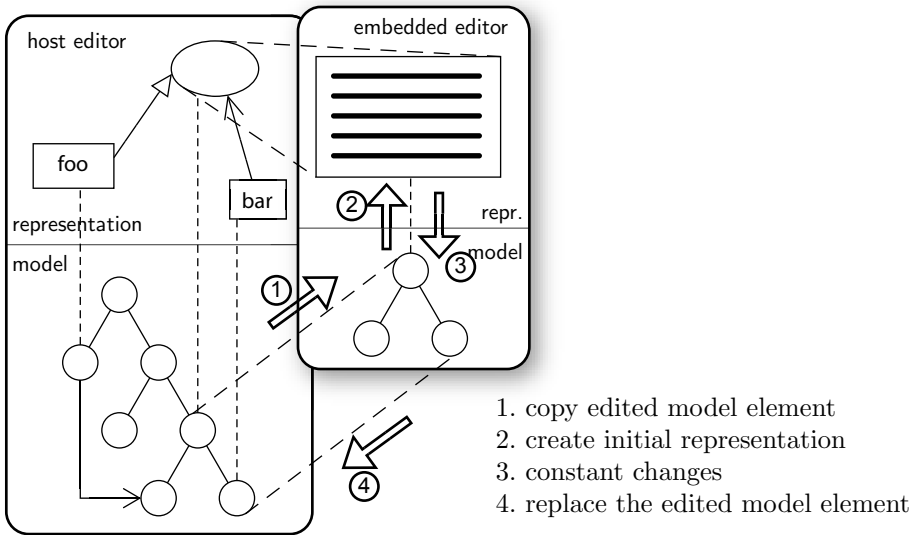 host editor
embedded editor
foo
bar
representation
repr.
model
model
1
2
3
4
1. copy edited model element
2. create initial representation
3. constant changes
4. replace the edited model element